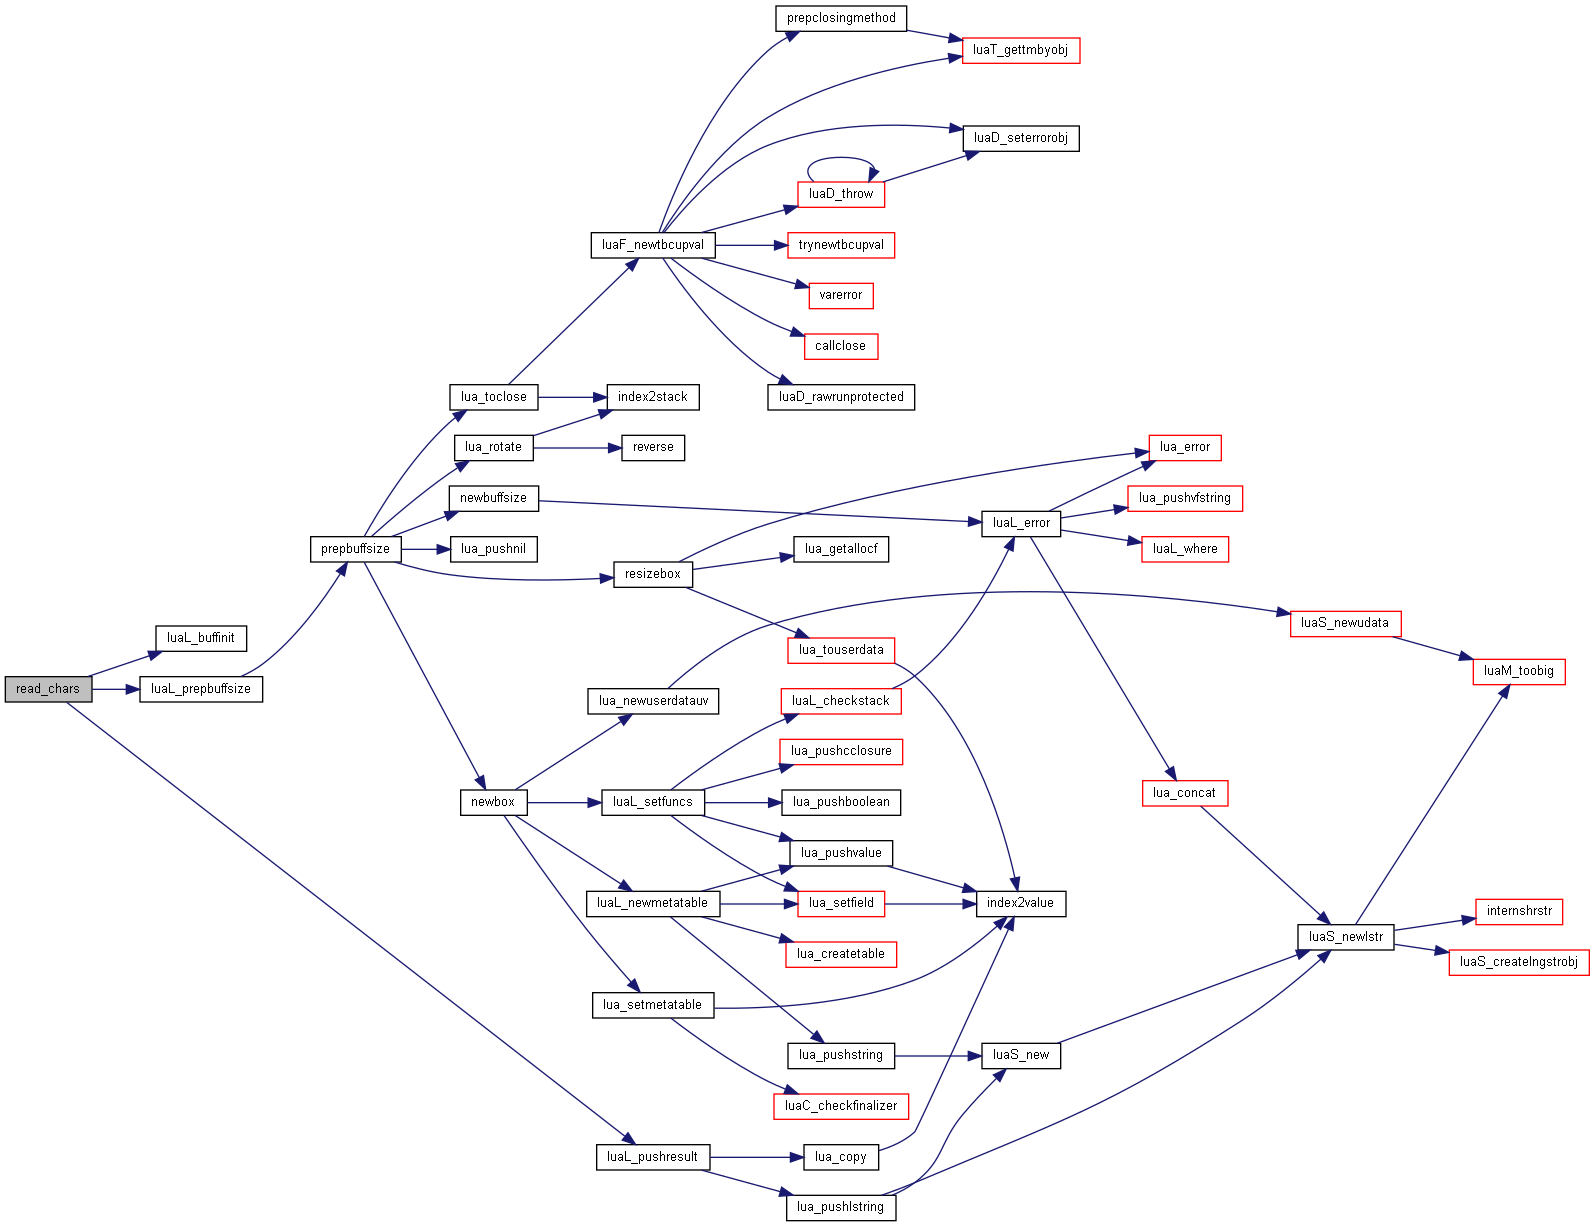 prepclosingmethod
luaT_gettmbyobj
luaD_seterrorobj
luaD_throw
luaF_newtbcupval
trynewtbcupval
varerror
callclose
lua_toclose
index2stack
luaD_rawrunprotected
lua_rotate
reverse
lua_error
newbuffsize
lua_pushvfstring
luaL_error
prepbuffsize
lua_pushnil
lua_getallocf
luaL_where
resizebox
luaS_newudata
luaL_buffinit
lua_touserdata
luaM_toobig
read_chars
luaL_prepbuffsize
lua_newuserdatauv
luaL_checkstack
lua_pushcclosure
lua_concat
newbox
luaL_setfuncs
lua_pushboolean
lua_pushvalue
luaL_newmetatable
lua_setfield
index2value
internshrstr
luaS_newlstr
lua_createtable
luaS_createlngstrobj
lua_setmetatable
lua_pushstring
luaS_new
luaC_checkfinalizer
luaL_pushresult
lua_copy
lua_pushlstring